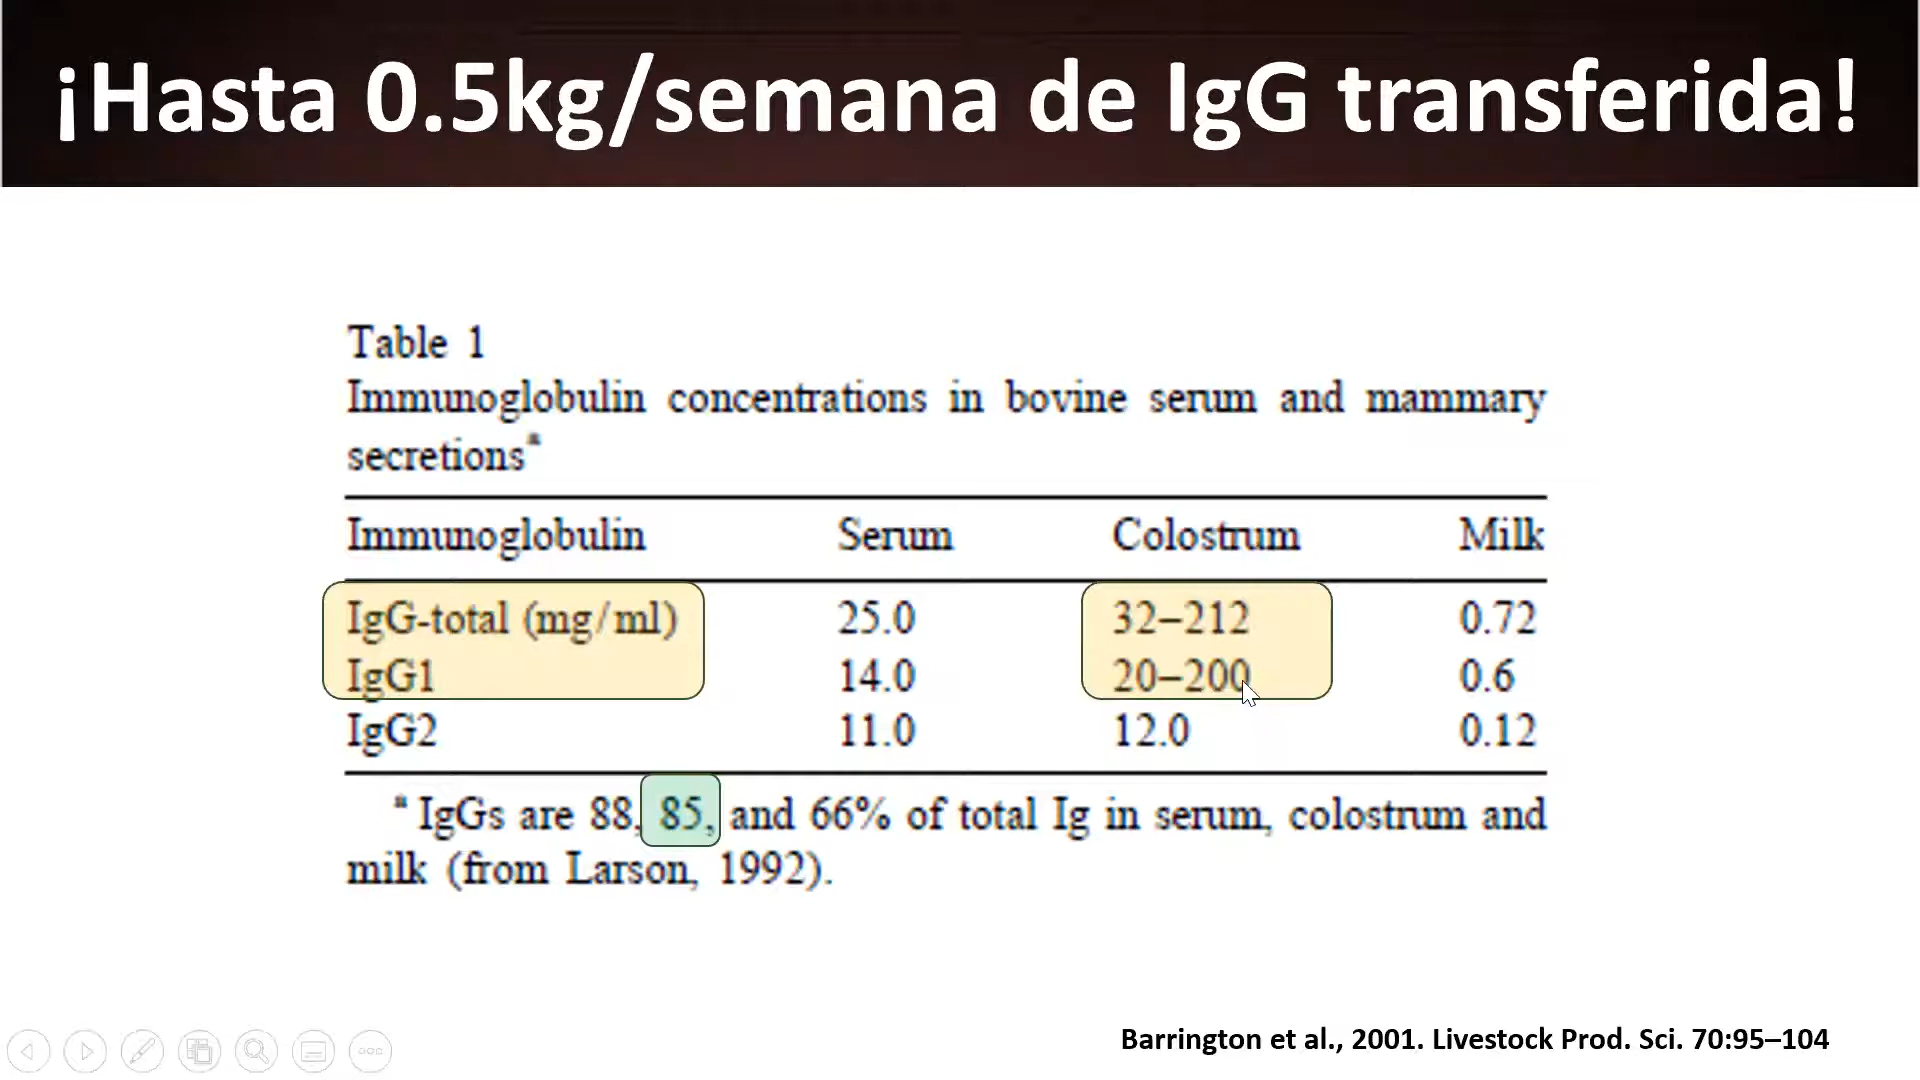 ¡Hasta 0.5kg/semana de IgG transferida!
Table 1
Immunoglobulin concentrations in bovine serum and mammary
secretionsª
Immunoglobulin Serum Colostrum Milk
IgG-total (mg/ml) 25.0 32–212 0.72
IgG1 14.0 20–200 0.6
IgG2 11.0 12.0 0.12
ª IgGs are 88, 85, and 66% of total Ig in serum, colostrum and
milk (from Larson, 1992).
Barrington et al., 2001. Livestock Prod. Sci. 70:95–104